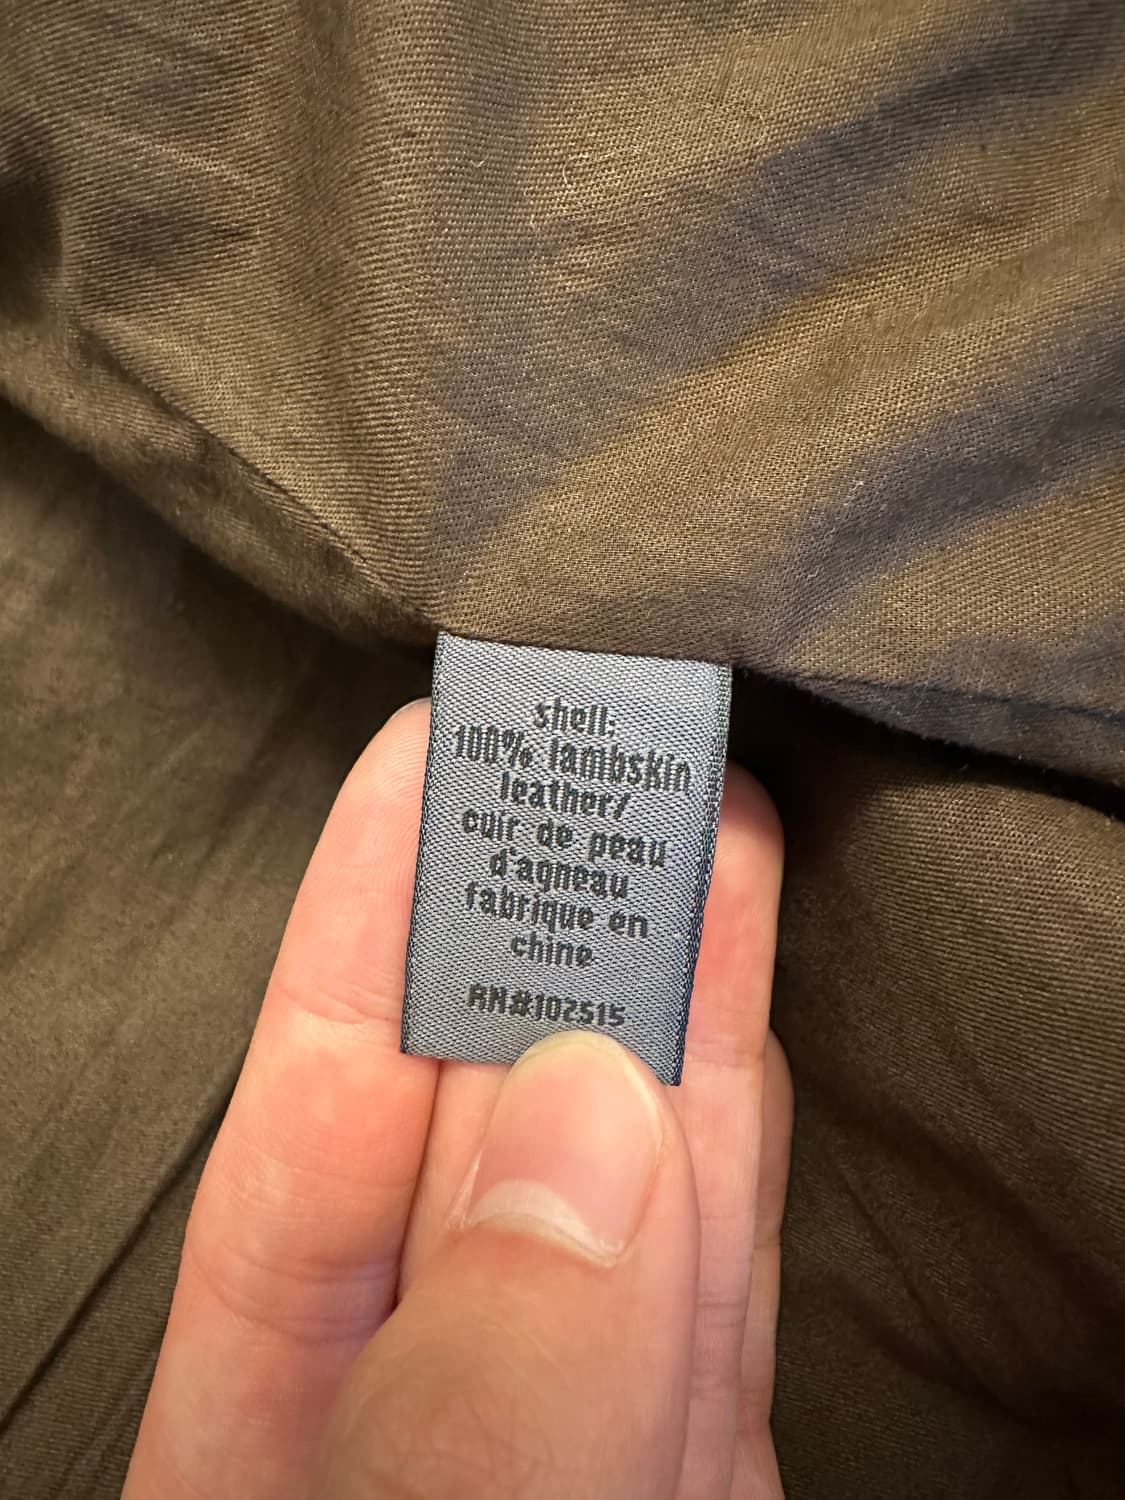 shell:
100% lambskin
leather/
cuir de peau
d'agneau
fabrique en
chine
RN#102515